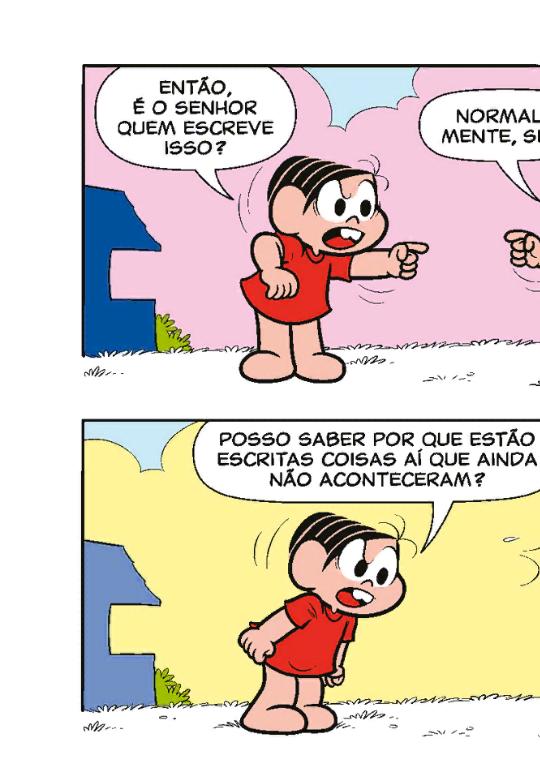 ENTÃO,
É O SENHOR
QUEM ESCREVE
ISSO?
NORMAL
MENTE,
POSSO SABER POR QUE ESTÃO
ESCRITAS COISAS AÍ QUE AINDA
NÃO ACONTECERAM?